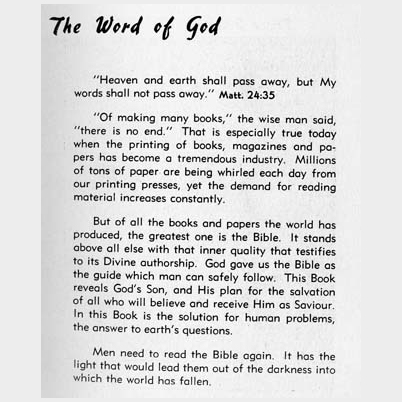 The Word of God
"Heaven and earth shall pass away, but My
words shall not pass away." Matt. 24:35
"Of making many books," the wise man said,
"there is no end." That is especially true today
when the printing of books, magazines and pa-
pers has become a tremendous industry. Millions
of tons of paper are being whirled each day from
our printing presses, yet the demand for reading
material increases constantly.
But of all the books and papers the world has
produced, the greatest one is the Bible. It stands
above all else with that inner quality that testifies
to its Divine authorship. God gave us the Bible as
the guide which man can safely follow. This Book
reveals God's Son, and His plan for the salvation
of all who will believe and receive Him as Saviour.
In this Book is the solution for human problems,
the answer to earth's questions.
Men need to read the Bible again. It has the
light that would lead them out of the darkness into
which the world has fallen.